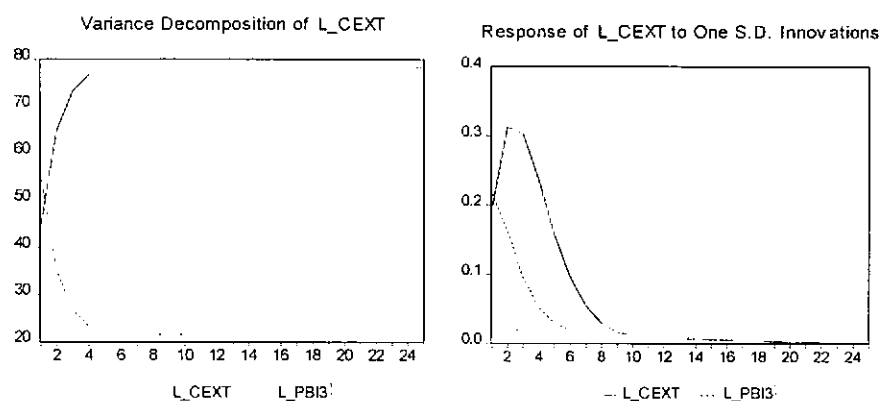 Variance Decomposition of L_CEXT
80
70
60
50
40
30
20
2 4 6 8 10 12 14 16 18 20 22 24
L_CEXT L_PBI3
Response of L_CEXT to One S.D. Innovations
0.4
0.3
0.2
0.1
0.0
2 4 6 8 10 12 14 16 18 20 22 24
L_CEXT L_PBI3